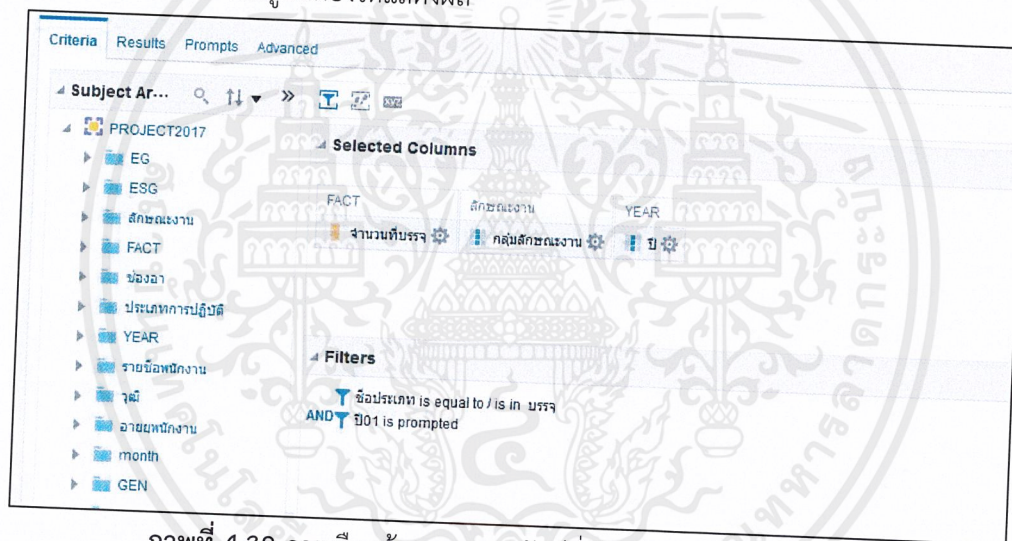 Criteria Results Prompts Advanced
Subject Ar...
PROJECT2017
EG
ESG
ลักษณะงาน
FACT
ช่องอา
ประเภทการปฏิบัติ
YEAR
รายชื่อพนักงาน
วุฒิ
อายุพนักงาน
month
GEN
Selected Columns
FACT ลักษณะงาน YEAR
จำนวนที่บรรจุ กลุ่มลักษณะงาน ปี
Filters
ชื่อประเภท is equal to / is in บรรจุ
AND ปี01 is prompted
ภาพที่ 4.39